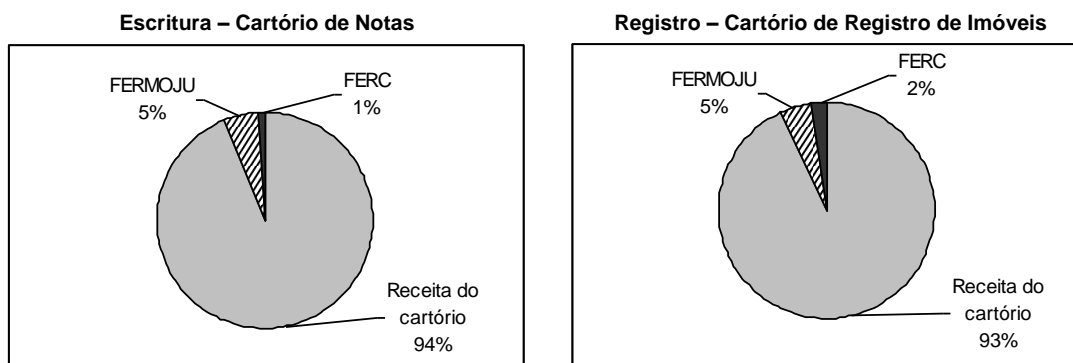 Escritura – Cartório de Notas
FERMOJU
5%
FERC
1%
Receita do
cartório
94%
Registro – Cartório de Registro de Imóveis
FERMOJU
5%
FERC
2%
Receita do
cartório
93%